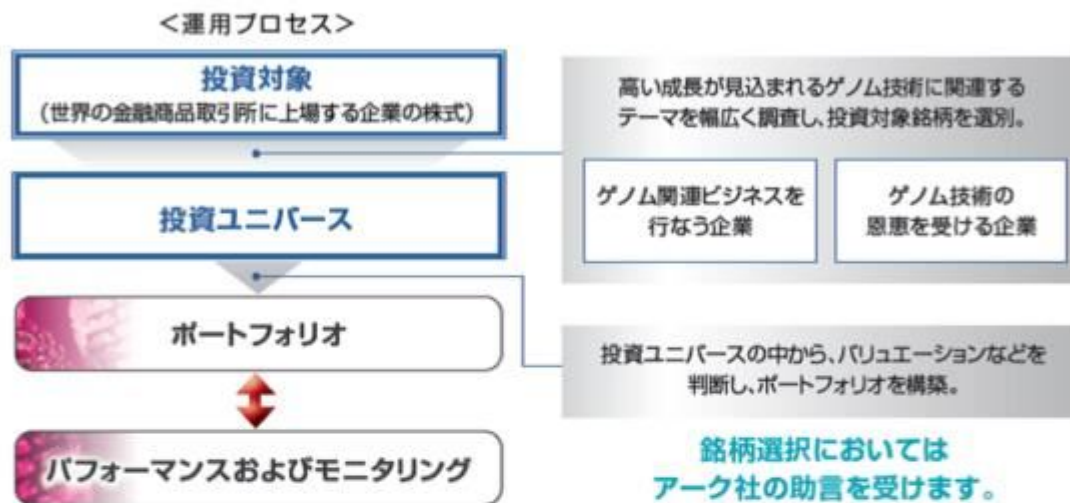 ＜運用プロセス＞
投資対象
（世界の金融商品取引所に上場する企業の株式）
投資ユニバース
ポートフォリオ
パフォーマンスおよびモニタリング
高い成長が見込まれるゲノム技術に関連する
テーマを幅広く調査し、投資対象銘柄を選別。
ゲノム関連ビジネスを
行なう企業
ゲノム技術の
恩恵を受ける企業
投資ユニバースの中から、バリュエーションなどを
判断し、ポートフォリオを構築。
銘柄選択においては
アーク社の助言を受けます。